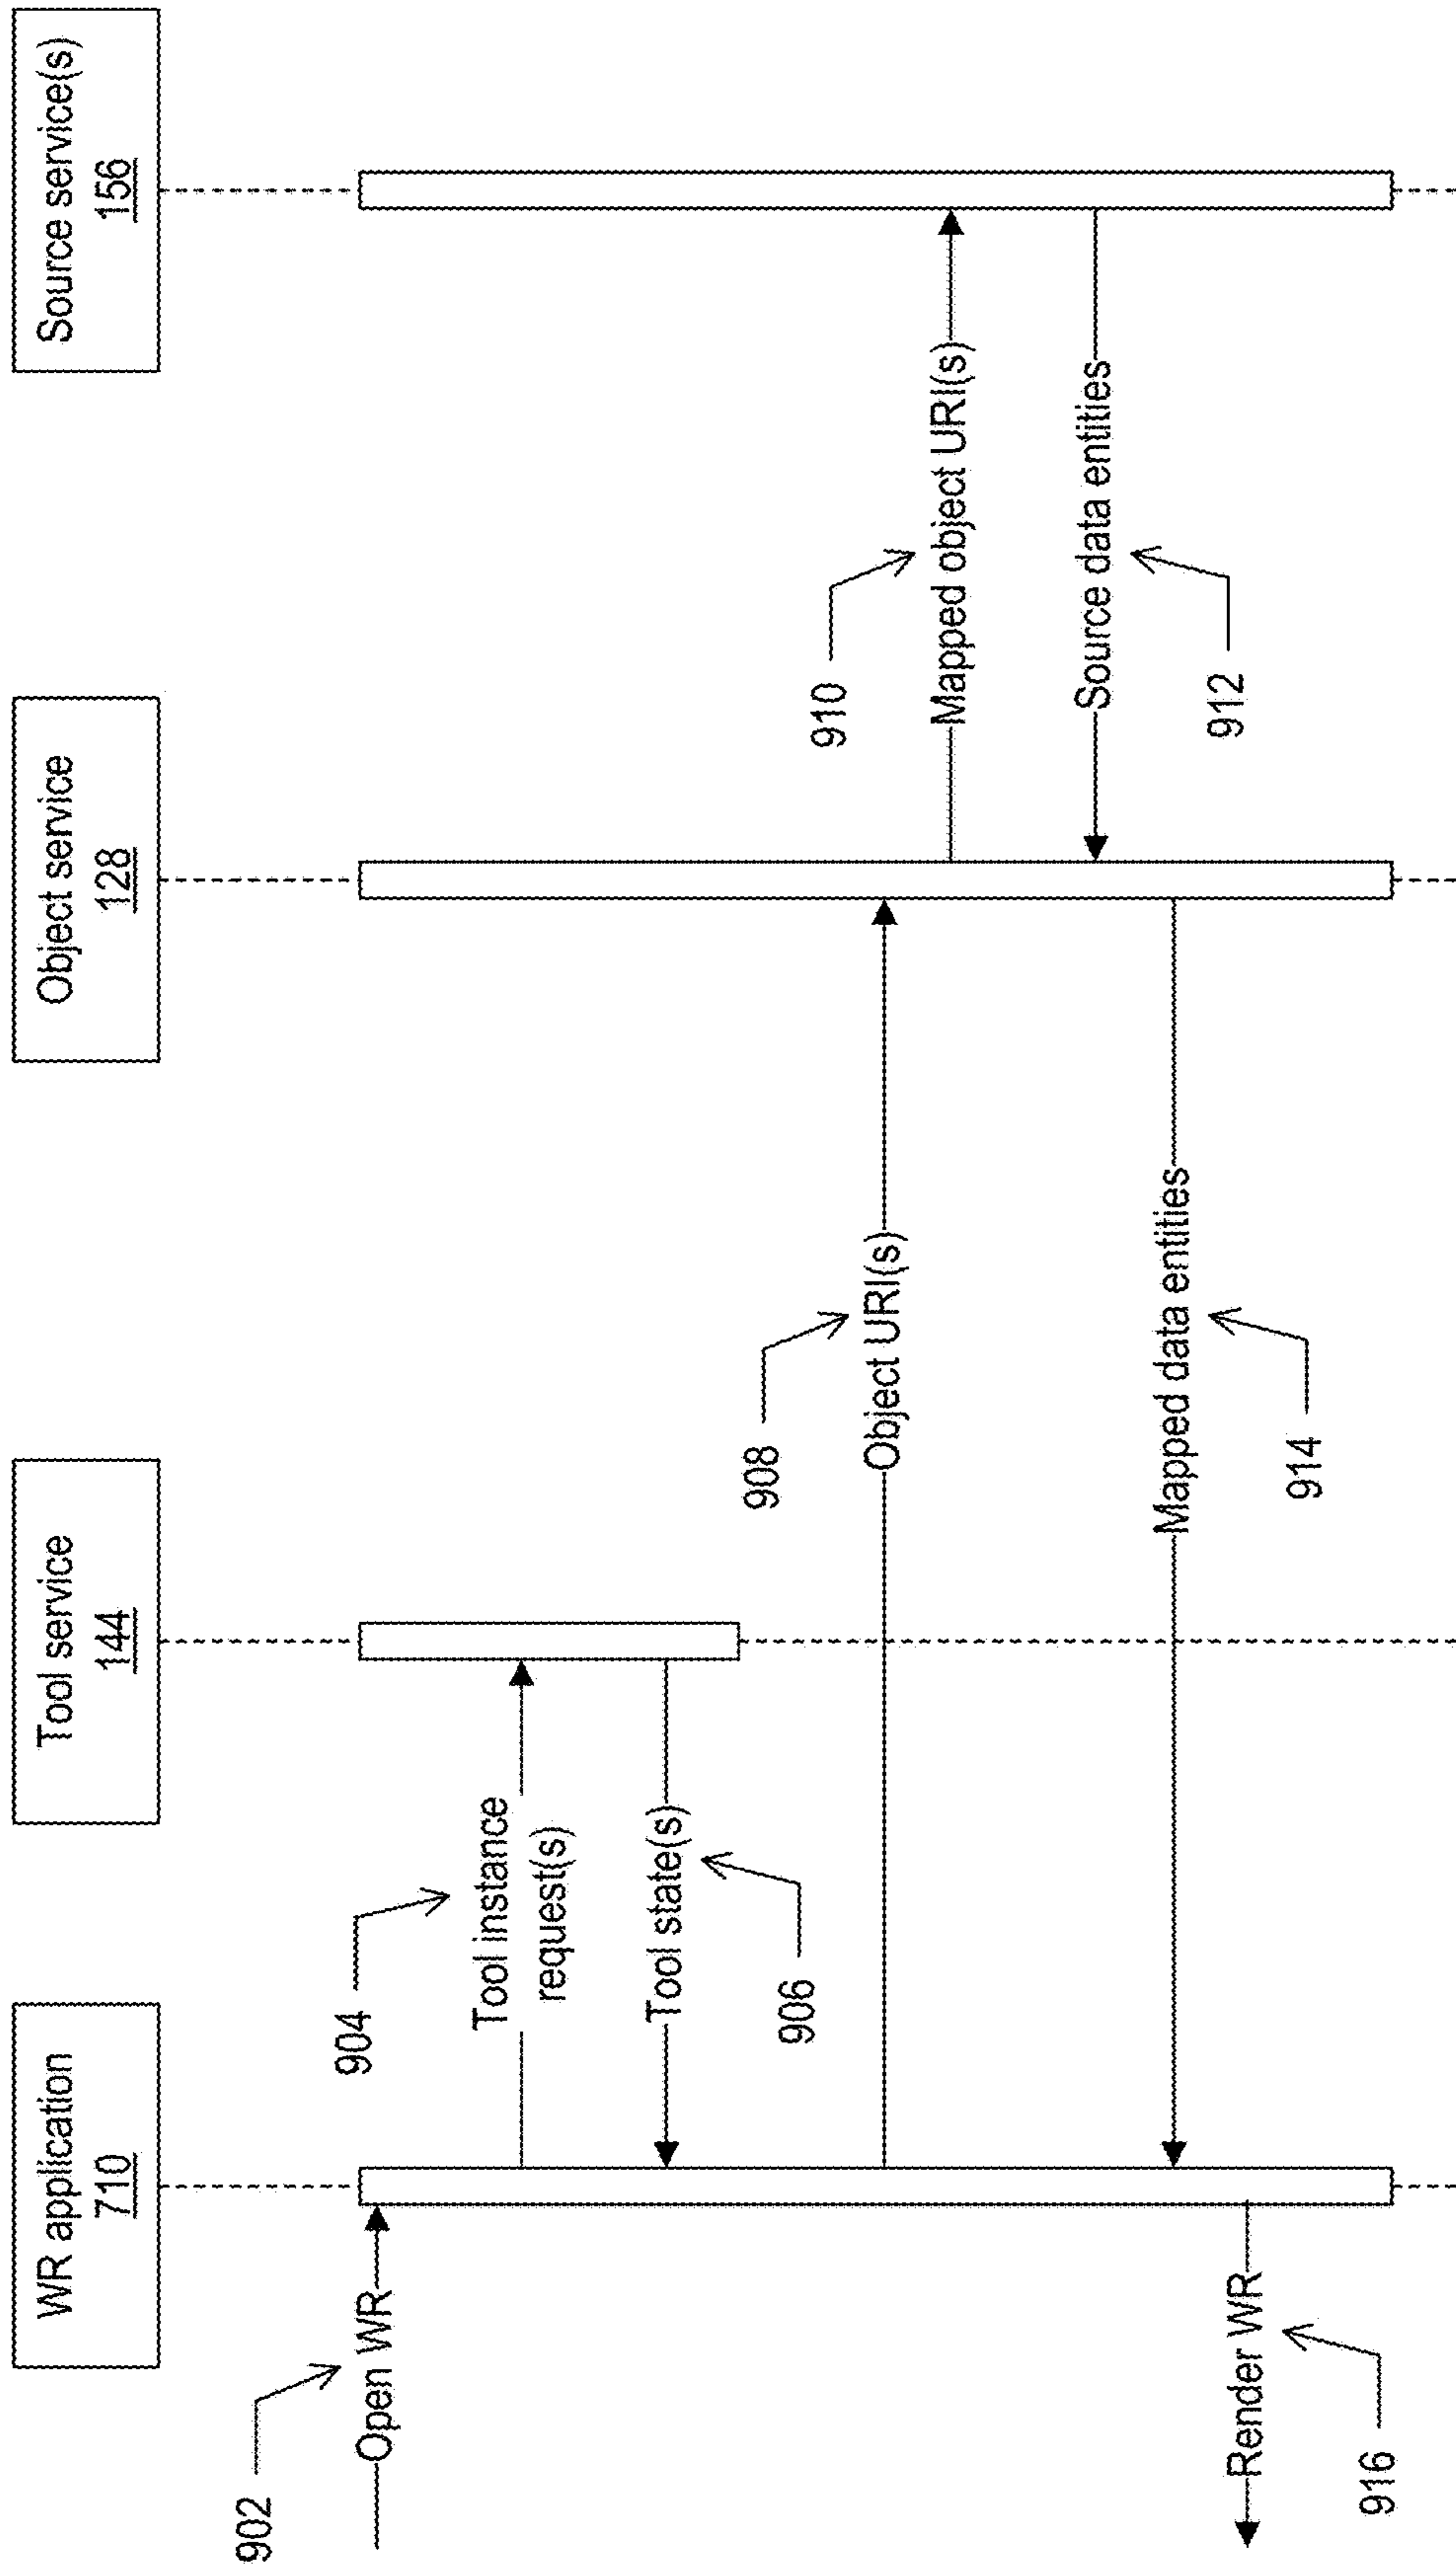 WR application
710
Tool service
144
Object service
128
Source service(s)
156
902
Open WR
904
Tool instance
request(s)
Tool state(s)
906
908
Object URI(s)
910
Mapped object URI(s)
Source data entities
912
Mapped data entities
914
Render WR
916